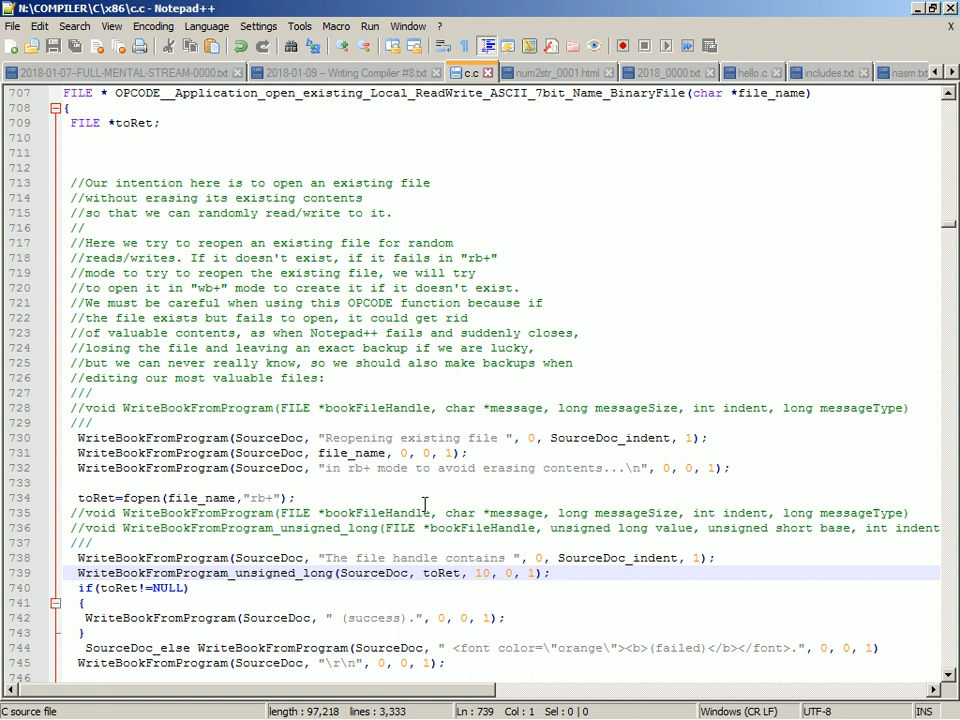 N:\COMPILER\C\x86\c.c - Notepad++
File Edit Search View Encoding Language Settings Tools Macro Run Window ? X
2018-01-07-FULL-MENTAL-STREAM-0000.txt 2018-01-09 -- Writing Compiler #8.txt c.c num2str_0001.html 2018_0000.txt hello.c includes.txt nasm.txt
707 FILE * OPCODE__Application_open_existing_Local_ReadWrite_ASCII_7bit_Name_BinaryFile(char *file_name)
708 {
709 FILE *toRet;
710
711
712
713 //Our intention here is to open an existing file
714 //without erasing its existing contents
715 //so that we can randomly read/write to it.
716 //
717 //Here we try to reopen an existing file for random
718 //reads/writes. If it doesn't exist, if it fails in "rb+"
719 //mode to try to reopen the existing file, we will try
720 //to open it in "wb+" mode to create it if it doesn't exist.
721 //We must be careful when using this OPCODE function because if
722 //the file exists but fails to open, it could get rid
723 //of valuable contents, as when Notepad++ fails and suddenly closes,
724 //losing the file and leaving an exact backup if we are lucky,
725 //but we can never really know, so we should also make backups when
726 //editing our most valuable files:
727 ///
728 //void WriteBookFromProgram(FILE *bookFileHandle, char *message, long messageSize, int indent, long messageType)
729 ///
730 WriteBookFromProgram(SourceDoc, "Reopening existing file ", 0, SourceDoc_indent, 1);
731 WriteBookFromProgram(SourceDoc, file_name, 0, 0, 1);
732 WriteBookFromProgram(SourceDoc, "in rb+ mode to avoid erasing contents...\n", 0, 0, 1);
733
734 toRet=fopen(file_name,"rb+");
735 //void WriteBookFromProgram(FILE *bookFileHandle, char *message, long messageSize, int indent, long messageType)
736 //void WriteBookFromProgram_unsigned_long(FILE *bookFileHandle, unsigned long value, unsigned short base, int indent
737 ///
738 WriteBookFromProgram(SourceDoc, "The file handle contains ", 0, SourceDoc_indent, 1);
739 WriteBookFromProgram_unsigned_long(SourceDoc, toRet, 10, 0, 1);
740 if(toRet!=NULL)
741 {
742 WriteBookFromProgram(SourceDoc, " (success).", 0, 0, 1);
743 }
744 SourceDoc_else WriteBookFromProgram(SourceDoc, " <font color=\"orange\"><b>(failed)</b></font>.", 0, 0, 1)
745 WriteBookFromProgram(SourceDoc, "\r\n", 0, 0, 1);
746
C source file length : 97,218 lines : 3,333 Ln : 739 Col : 1 Sel : 0 | 0 Windows (CR LF) UTF-8 INS